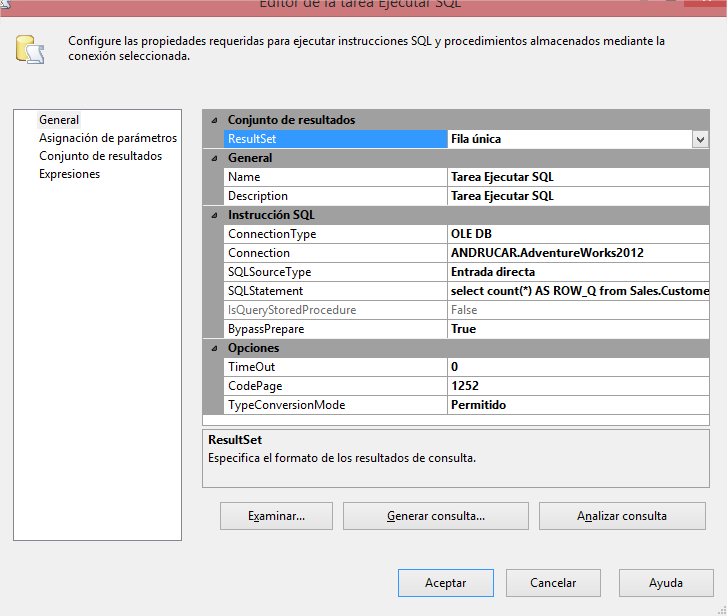 Editor de la tarea Ejecutar SQL
Configure las propiedades requeridas para ejecutar instrucciones SQL y procedimientos almacenados mediante la
conexión seleccionada.
General
Asignación de parámetros
Conjunto de resultados
Expresiones
Conjunto de resultados
ResultSet Fila única
General
Name Tarea Ejecutar SQL
Description Tarea Ejecutar SQL
Instrucción SQL
ConnectionType OLE DB
Connection ANDRUCAR.AdventureWorks2012
SQLSourceType Entrada directa
SQLStatement select count(*) AS ROW_Q from Sales.Custome
IsQueryStoredProcedure False
BypassPrepare True
Opciones
TimeOut 0
CodePage 1252
TypeConversionMode Permitido
ResultSet
Especifica el formato de los resultados de consulta.
Examinar... Generar consulta... Analizar consulta
Aceptar Cancelar Ayuda